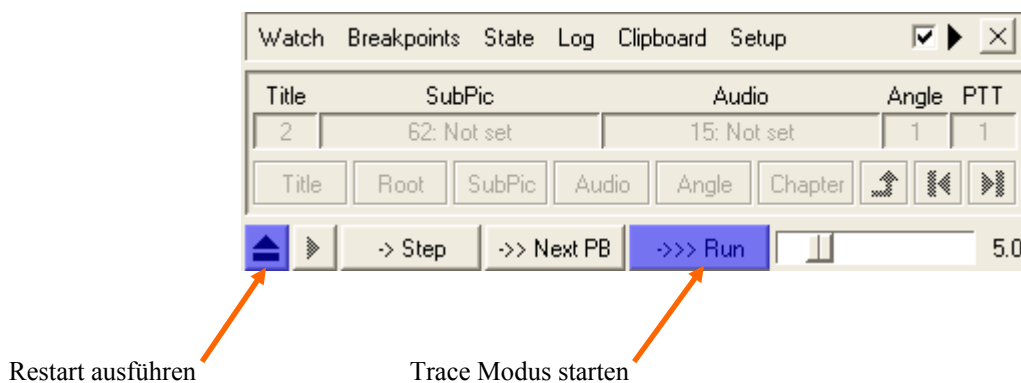 Watch Breakpoints State Log Clipboard Setup
Title SubPic Audio Angle PTT
2 62: Not set 15: Not set 1 1
Title Root SubPic Audio Angle Chapter
-> Step ->> Next PB ->>> Run 5.0
Restart ausführen Trace Modus starten